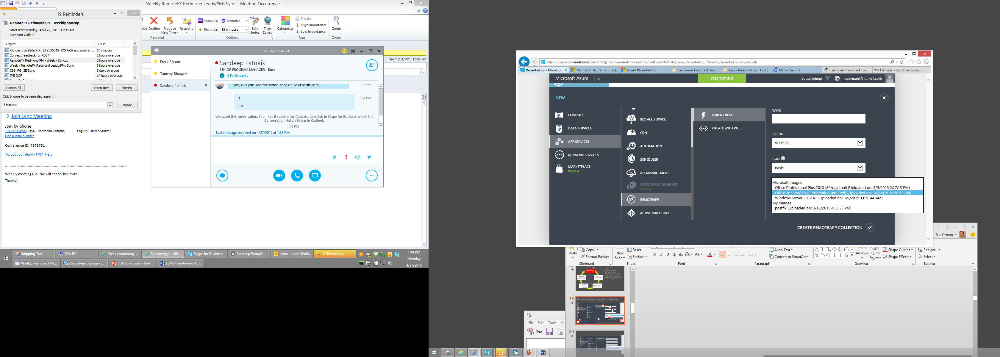 Weekly RemoteFX Redmond Leads/PMs Sync - Meeting Occurrence
19 Reminders
RemoteFX Redmond PM - Weekly Syncup
Start time: Monday, April 27, 2015 11:30 AM
Location: Cafe 40
Subject Due in
iOS client LiveSite PIR: Id 9335519: iOS ARA app signins ... 13 minutes
Connect feedback for RDS? 2 hours overdue
RemoteFX Redmond PM - Weekly Syncup 2 hours overdue
Weekly RemoteFX Redmond Leads/PMs Sync 3 hours overdue
CSS, PG, SE Sync 3 days overdue
JVE OOF 14 hours overdue
Dismiss All Open Item Dismiss
Click Snooze to be reminded again in:
5 minutes Snooze
Decline
Propose New Time
Respond
Respond
Show As: Tentative
Reminder: 15 minutes
Edit Series
Time Zones
Options
Categorize
Private
High Importance
Low Importance
Tags
Zoom
Zoom
Thu 10/31/2013 12:09 PM
Sandeep Patnaik
Freek Berson
Tanmay Bhagwat
Sandeep Patnaik
Sandeep Patnaik
SENIOR PROGRAM MANAGER, Busy
2 Participants
Hey, did you see the video chat on Microsoft.com? 1:33 PM
? 1:34 PM
no
We saved this conversation. You'll see it soon in the Conversations tab in Skype for Business and in the
Conversation History folder in Outlook.
1:46 PM
Last message received on 4/27/2015 at 1:33 PM.
→ Join Lync Meeting
Join by phone
+14257064500 (USA - Redmond Campus) English (United States)
Find a local number
Conference ID: 4879751
Forgot your dial-in PIN? | Help
Weekly meeting (Gaurav will cancel his invite).
Thanks!
Snipping Tool This PC Posts containing '... RemoteApp - Mic... Skype for Business Sandeep Patnaik Inbox - ericor@mi... 19 Reminders
1:48 PM
Monday
4/27/2015
Weekly RemoteFX Re... Azure RemoteApp - ... FUN draft.pptx - Pow... EEM Pillar Review Ap...
100
https://manage.windowsazure.com/@meormanhotmail.onmicrosoft.com#Workspaces/RemoteAppExtension/remoteAppServicesTab
RemoteApp - Microso... Microsoft Azure Forums |... Azure RemoteApp Customer Feedback for ... Azure RemoteApp : Top (... Msdn forums Customer Feedback for ... Harness Predictive Custo...
Microsoft Azure CREDIT STATUS Subscriptions meorman@hotmail.com
0
NEW
COMPUTE
DATA SERVICES
APP SERVICES
NETWORK SERVICES
MARKETPLACE
PREVIEW
BIZTALK SERVICE
CDN
AUTOMATION
SCHEDULER
API MANAGEMENT
OPERATIONAL INSIGHTS
PREVIEW
REMOTEAPP
ACTIVE DIRECTORY
QUICK CREATE
CREATE WITH VNET
NAME
REGION
West US
PLAN
Basic
Microsoft Images
Office Professional Plus 2013 (30-day trial) (Uploaded on: 3/9/2015 2:27:13 PM)
Office 365 ProPlus (Subscription required) (Uploaded on: 3/9/2015 12:50:33 PM)
Windows Server 2012 R2 (Uploaded on: 3/9/2015 11:58:44 AM)
My Images
postfix (Uploaded on: 3/18/2015 4:35:35 PM)
CREATE REMOTEAPP COLLECTION
Eric Orman
Paste
Copy
Format Painter
Clipboard
New Slide
Reset
Section
Slides
B I U S abc AV Aa A
Font
Align Text
Convert to SmartArt
Paragraph
Arrange
Quick Styles
Shape Outline
Shape Effects
Drawing
Replace
Select
Editing
19
Create Azure RemoteApp Cloud collection
20
File Edit Tools He
New